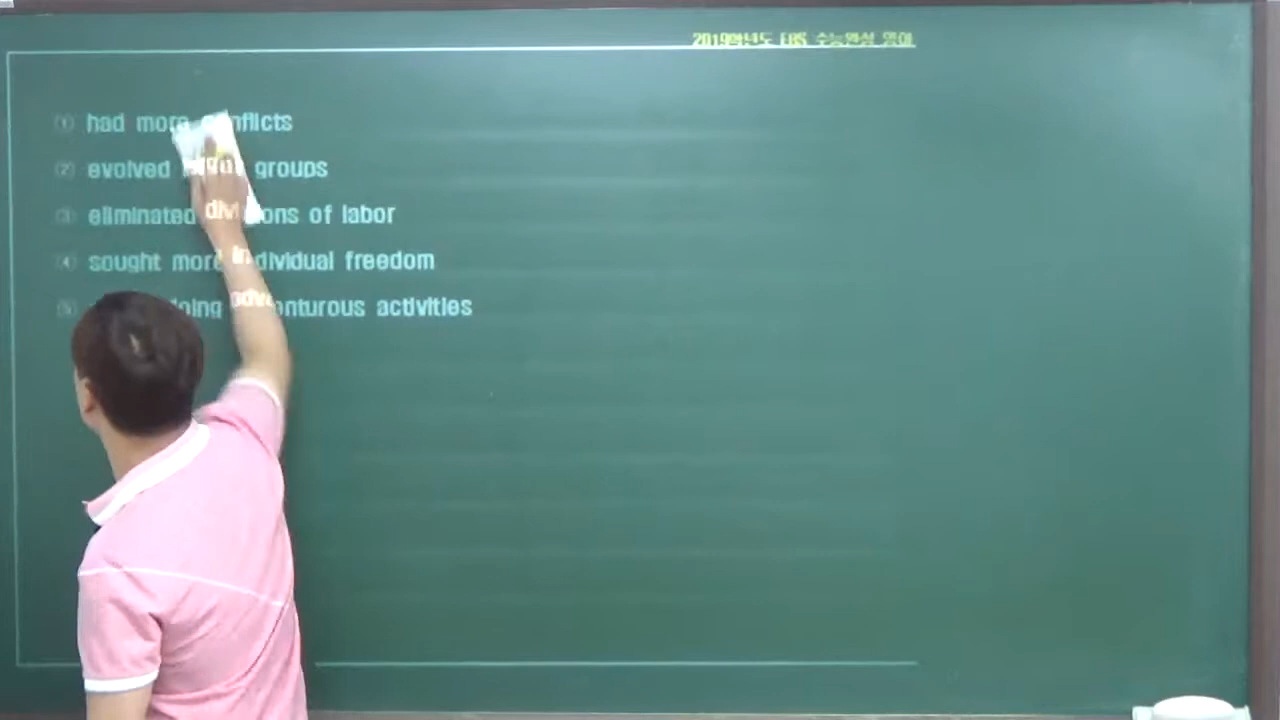 2019학년도 EBS 수능완성 영어
① had more conflicts
② evolved larger groups
③ eliminated divisions of labor
④ sought more individual freedom
⑤ doing adventurous activities